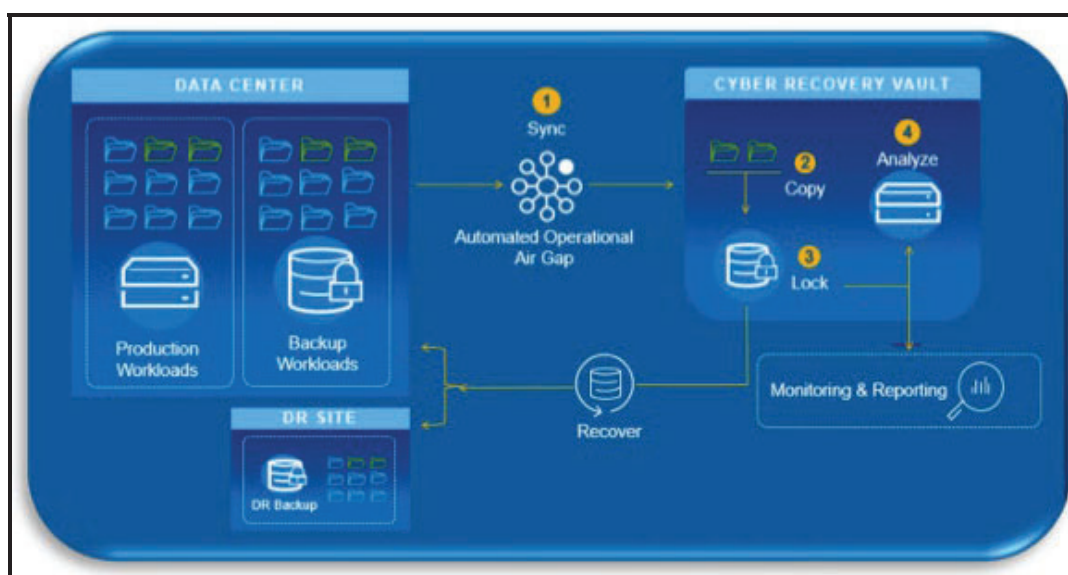 DATA CENTER
Production
Workloads
Backup
Workloads
1
Sync
Automated Operational
Air Gap
CYBER RECOVERY VAULT
2
Copy
3
Lock
4
Analyze
Monitoring & Reporting
Recover
DR SITE
DR Backup